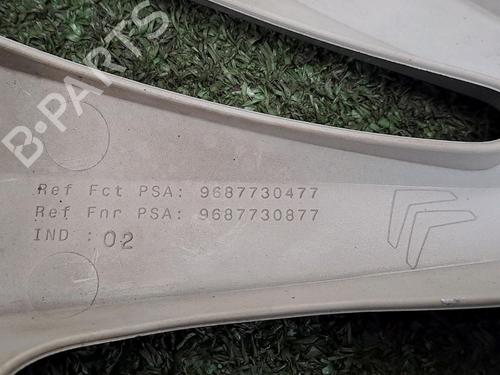 B-PARTS
Ref Fct PSA: 9687730477
Ref Fnr PSA: 9687730877
IND : 02